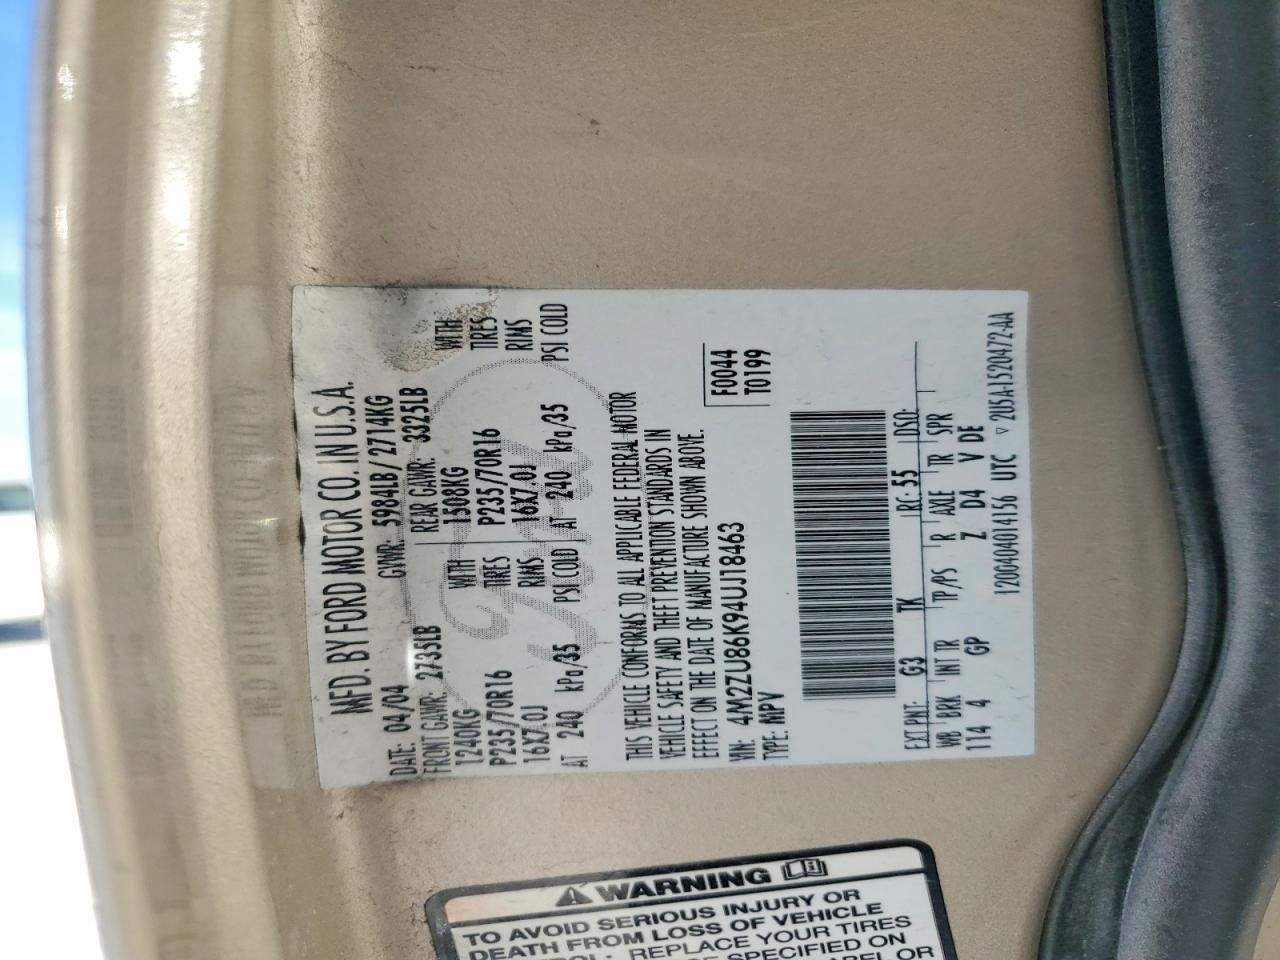 MFD. BY FORD MOTOR CO. IN U.S.A.
DATE: 04/04 GVWR: 5984LB/2714KG
FRONT GAWR: 2735LB REAR GAWR: 3325LB
1240KG WITH 1508KG WITH
P235/70R16 TIRES P235/70R16 TIRES
16X7.0J RIMS 16X7.0J RIMS
AT 240 kPa/35 PSI COLD AT 240 kPa/35 PSI COLD
THIS VEHICLE CONFORMS TO ALL APPLICABLE FEDERAL MOTOR
VEHICLE SAFETY AND THEFT PREVENTION STANDARDS IN
EFFECT ON THE DATE OF MANUFACTURE SHOWN ABOVE.
VIN: 4M2ZU86K94UJ18463 F0044
TYPE: MPV T0199
EXT PNT: G3 TK RC: 55 DSO:
WB BRK INT TR TP/PS R AXLE TR SPR
114 4 GP Z D4 V DE
12004040414156 UTC ▽ 2U5A-1520472-AA
⚠ WARNING
TO AVOID SERIOUS INJURY OR
DEATH FROM LOSS OF VEHICLE
REPLACE YOUR TIRES
SPECIFIED ON
OR